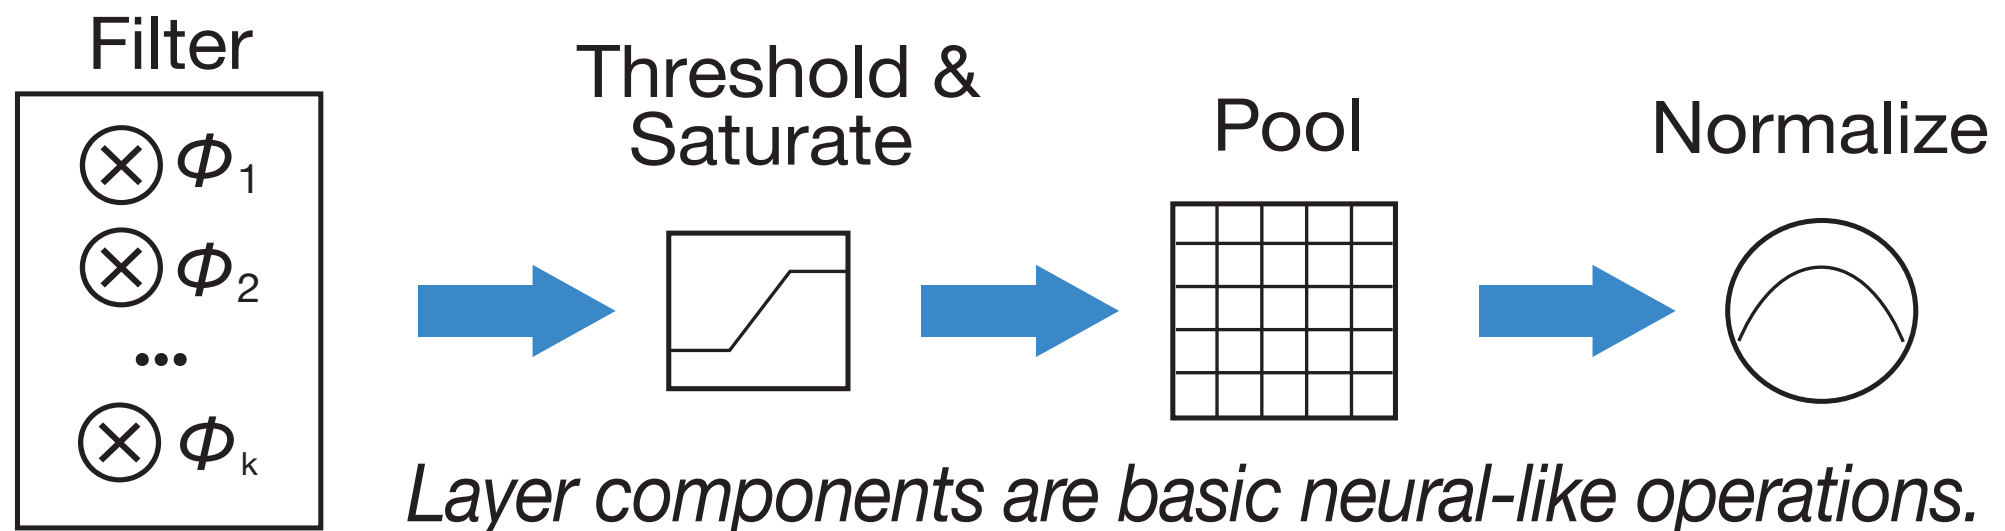 Filter
Φ1
Φ2
...
Φk
Threshold &
Saturate
Pool
Normalize
Layer components are basic neural-like operations.